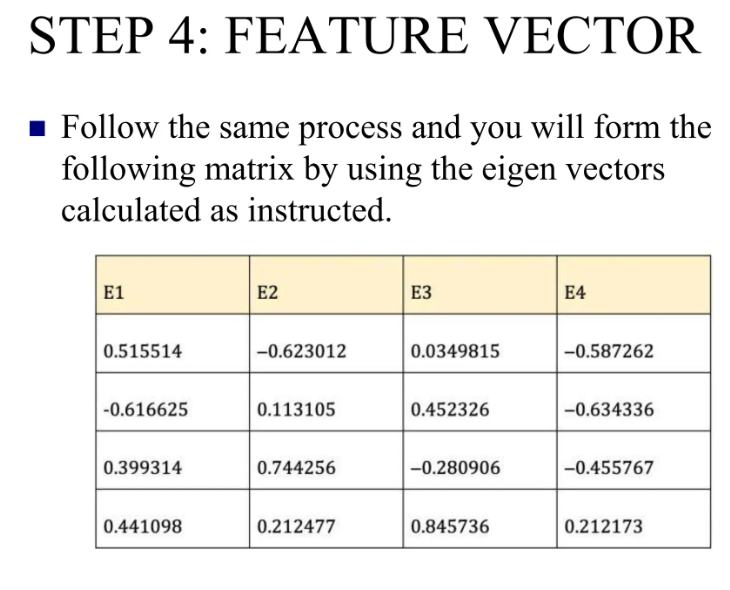 STEP 4: FEATURE VECTOR
Follow the same process and you will form the
following matrix by using the eigen vectors
calculated as instructed.
E1 E2 E3 E4
0.515514 −0.623012 0.0349815 −0.587262
-0.616625 0.113105 0.452326 −0.634336
0.399314 0.744256 −0.280906 −0.455767
0.441098 0.212477 0.845736 0.212173